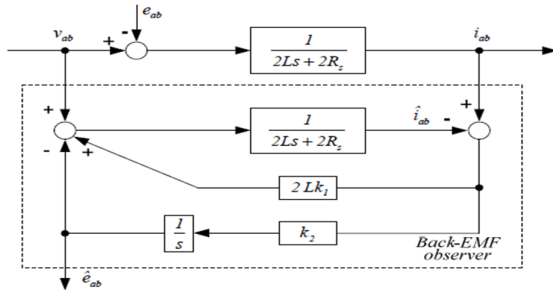 e_ab
v_ab + - 1 i_ab
2Ls + 2R_s
+ 1 î_ab - +
- + 2Ls + 2R_s
2Lk_1
1 k_2
s
Back-EMF
observer
ê_ab